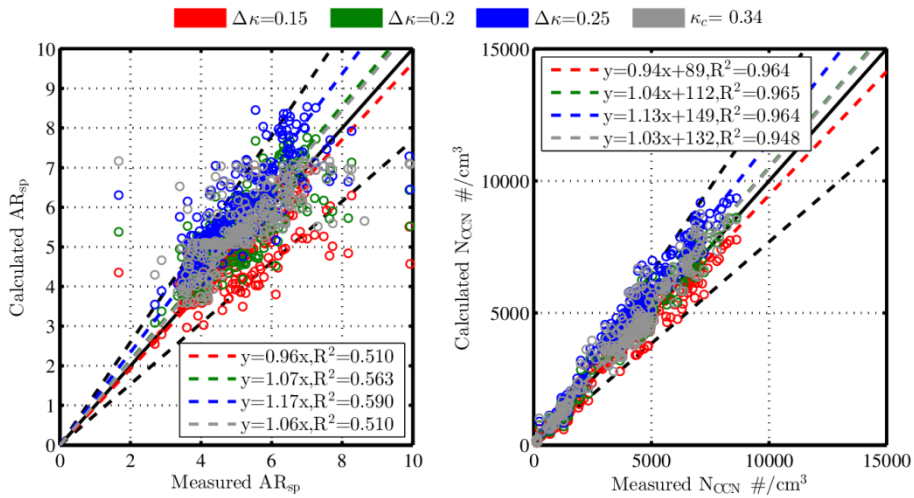 Δκ=0.15 Δκ=0.2 Δκ=0.25 κc = 0.34
10
9
8
7
6
5
4
3
2
1
0
Calculated ARsp
y=0.96x,R²=0.510
y=1.07x,R²=0.563
y=1.17x,R²=0.590
y=1.06x,R²=0.510
0 2 4 6 8 10
Measured ARsp
15000
10000
5000
0
Calculated NCCN #/cm³
y=0.94x+89,R²=0.964
y=1.04x+112,R²=0.965
y=1.13x+149,R²=0.964
y=1.03x+132,R²=0.948
0 5000 10000 15000
Measured NCCN #/cm³